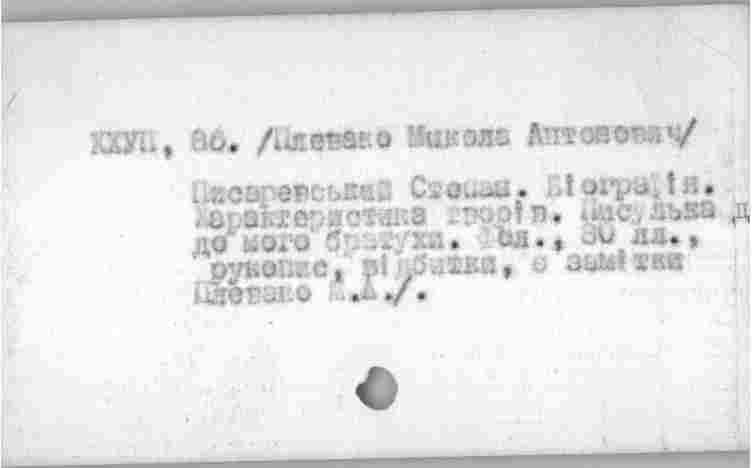 ХХУП, 86. /Плевако Микола Антонович/
Писаревський Степан. Біографія.
Характеристика творів. Писулька
до мого братухи. Фол., 80 лл.,
рукопис, відбитки, є замітки
Плевако М.А./.